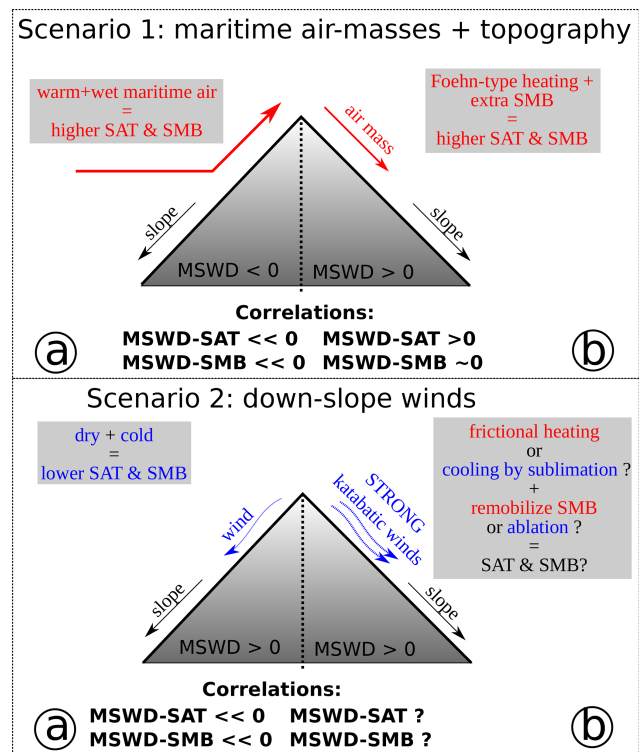 Scenario 1: maritime air-masses + topography
warm+wet maritime air
=
higher SAT & SMB
air mass
Foehn-type heating +
extra SMB
=
higher SAT & SMB
slope
slope
MSWD < 0
MSWD > 0
Correlations:
MSWD-SAT << 0 MSWD-SAT >0
MSWD-SMB << 0 MSWD-SMB ~0
a
b
Scenario 2: down-slope winds
dry + cold
=
lower SAT & SMB
wind
STRONG
katabatic winds
frictional heating
or
cooling by sublimation ?
+
remobilize SMB
or ablation ?
=
SAT & SMB?
slope
slope
MSWD > 0
MSWD > 0
Correlations:
MSWD-SAT << 0 MSWD-SAT ?
MSWD-SMB << 0 MSWD-SMB ?
a
b